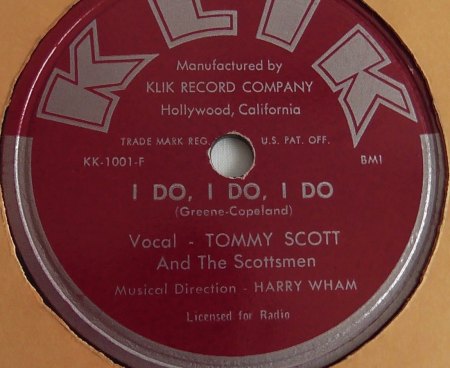 KLIK
Manufactured by
KLIK RECORD COMPANY
Hollywood, California
TRADE MARK REG. U.S. PAT. OFF.
KK-1001-F BMI
I DO, I DO, I DO
(Greene-Copeland)
Vocal - TOMMY SCOTT
And The Scottsmen
Musical Direction - HARRY WHAM
Licensed for Radio